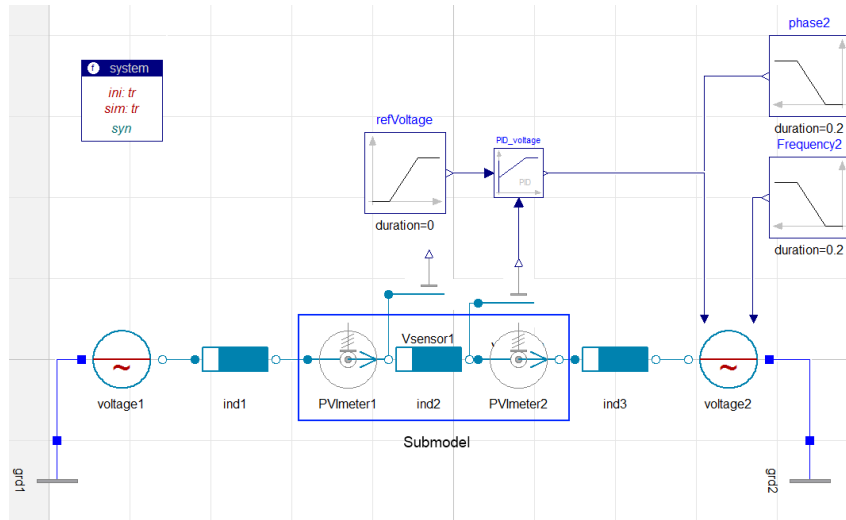 phase2
system
ini: tr
sim: tr
syn
refVoltage
PID_voltage
PID
duration=0.2
Frequency2
duration=0
duration=0.2
Vsensor1
voltage1
ind1
PVImeter1
ind2
PVImeter2
ind3
voltage2
Submodel
grd1
grd2